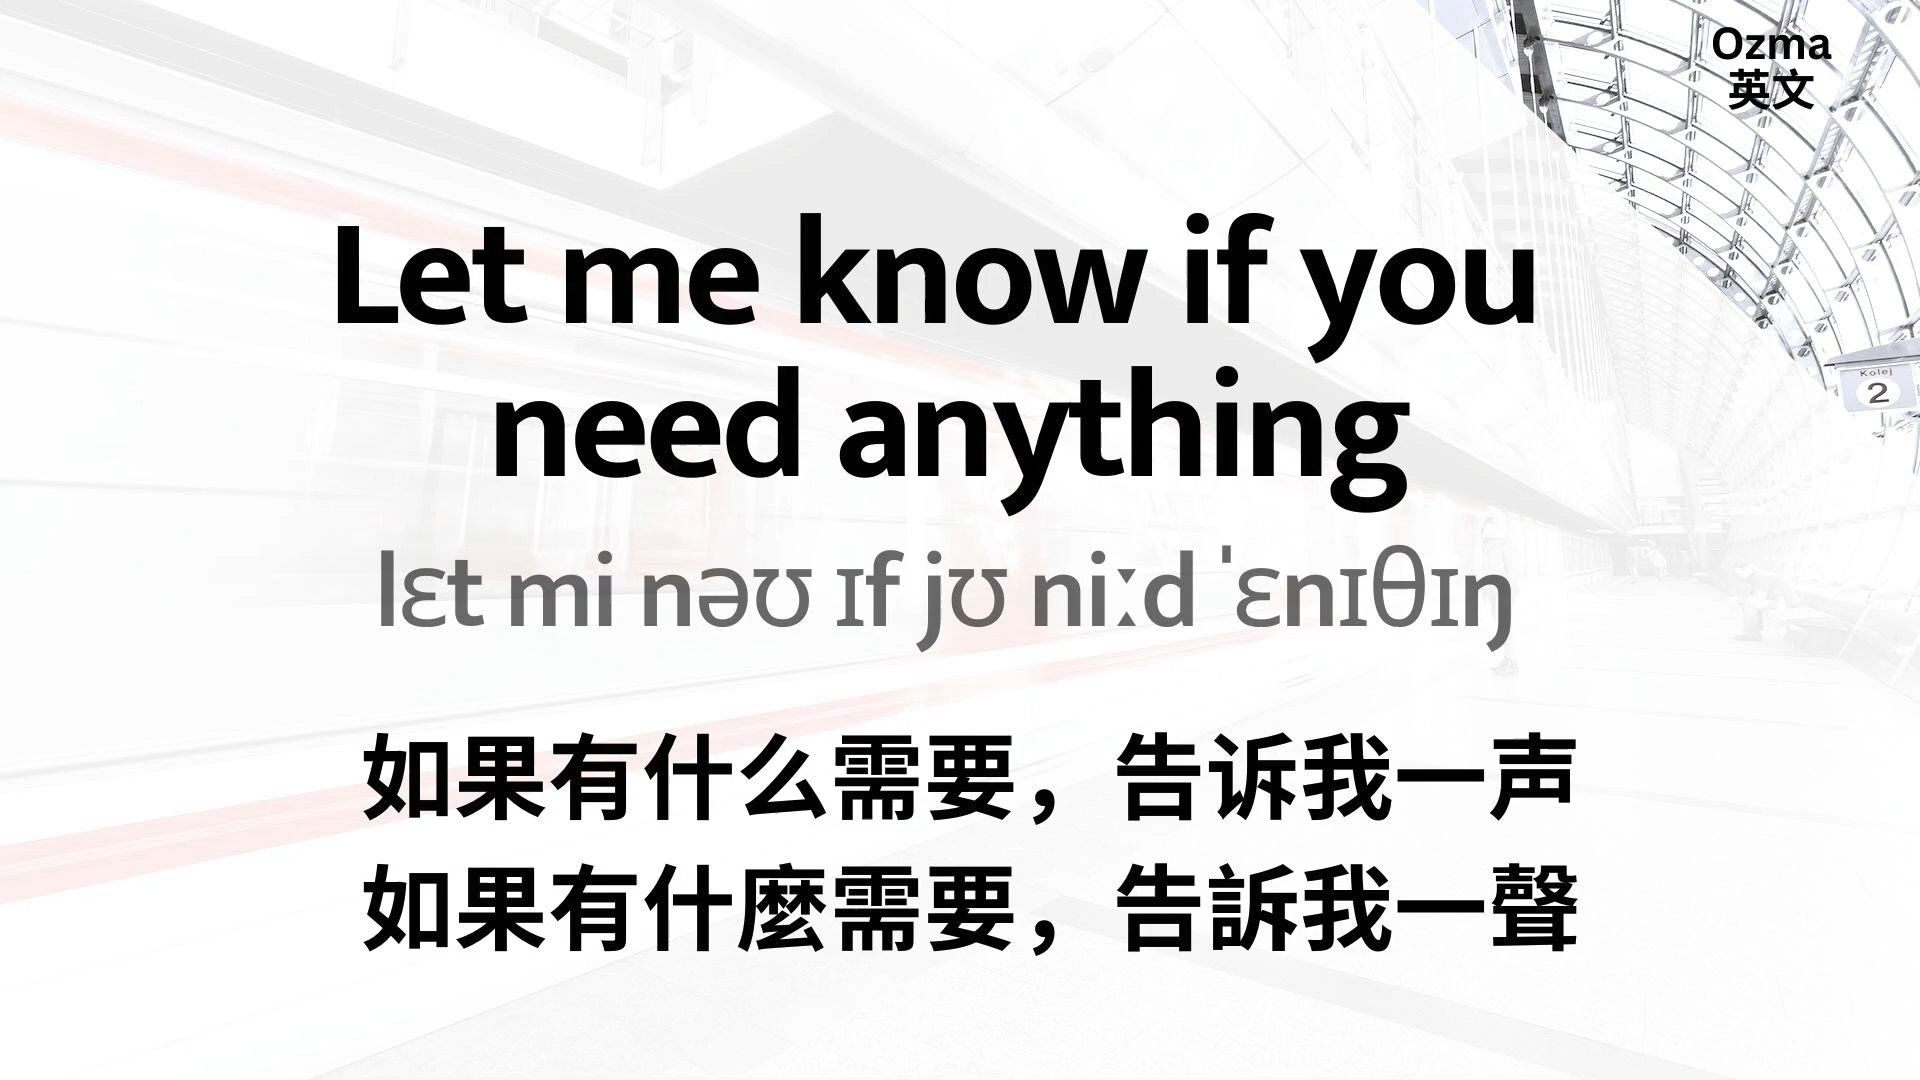 Ozma
英文
Kolej
2
Let me know if you
need anything
lɛt mi nəʊ ɪf jʊ niːd ˈɛnɪθɪŋ
如果有什么需要，告诉我一声
如果有什麼需要，告訴我一聲